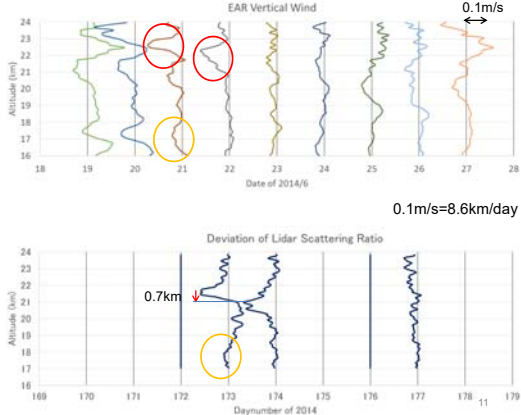 EAR Vertical Wind
0.1m/s
Altitude (km)
24
23
22
21
20
19
18
17
16
18 19 20 21 22 23 24 25 26 27 28
Date of 2014/6
0.1m/s=8.6km/day
Deviation of Lidar Scattering Ratio
Altitude (km)
24
23
22
21
20
19
18
17
16
0.7km
169 170 171 172 173 174 175 176 177 178 179
Daynumber of 2014
11